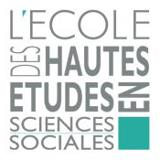 L'ECOLE
DES HAUTES
ETUDES EN
SCIENCES
SOCIALES